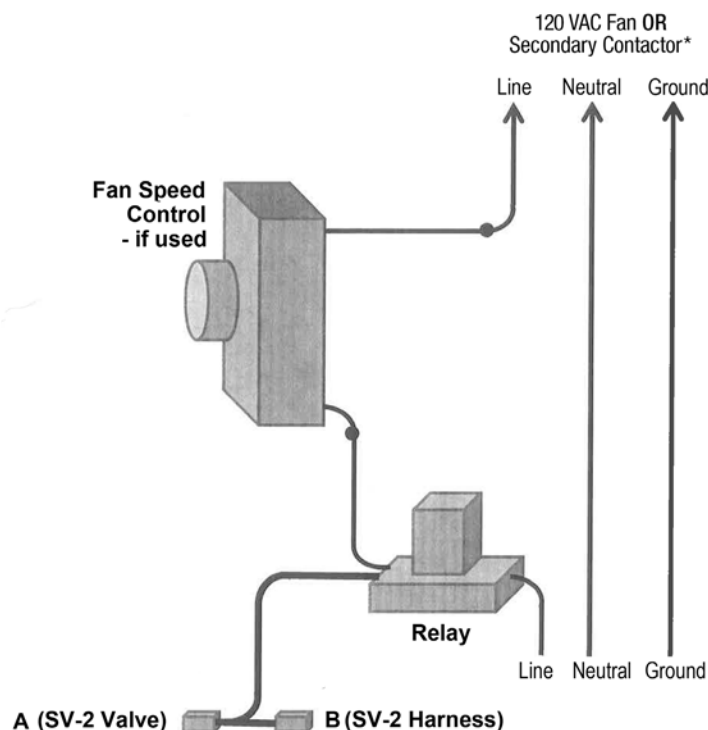 120 VAC Fan OR
Secondary Contactor*
Line Neutral Ground
Fan Speed
Control
- if used
Relay
Line Neutral Ground
A (SV-2 Valve) B (SV-2 Harness)